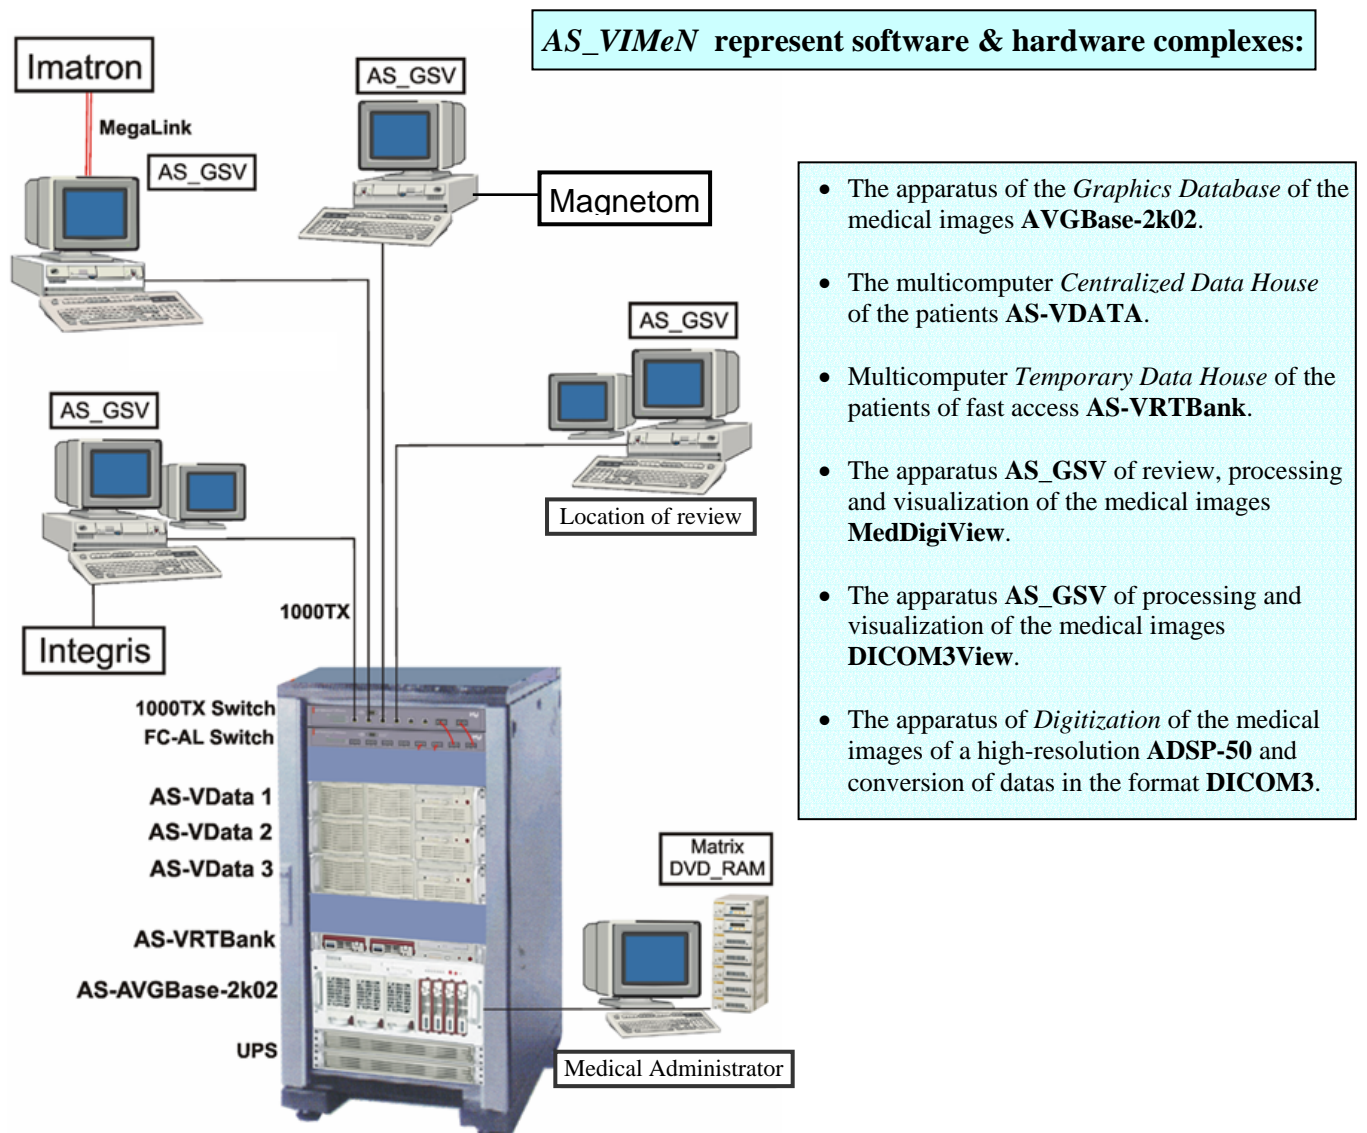 AS_VIMeN represent software & hardware complexes:
Imatron
MegaLink
AS_GSV
AS_GSV
Magnetom
AS_GSV
Location of review
AS_GSV
Integris
1000TX
1000TX Switch
FC-AL Switch
AS-VData 1
AS-VData 2
AS-VData 3
AS-VRTBank
AS-AVGBase-2k02
UPS
Matrix
DVD_RAM
Medical Administrator
• The apparatus of the Graphics Database of the
medical images AVGBase-2k02.
• The multicomputer Centralized Data House
of the patients AS-VDATA.
• Multicomputer Temporary Data House of the
patients of fast access AS-VRTBank.
• The apparatus AS_GSV of review, processing
and visualization of the medical images
MedDigiView.
• The apparatus AS_GSV of processing and
visualization of the medical images
DICOM3View.
• The apparatus of Digitization of the medical
images of a high-resolution ADSP-50 and
conversion of datas in the format DICOM3.